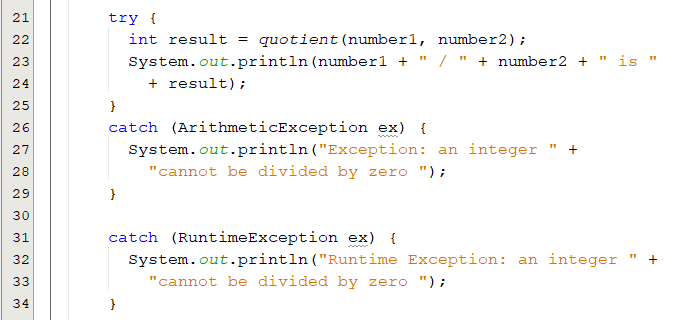 21 try {
22 int result = quotient(number1, number2);
23 System.out.println(number1 + " / " + number2 + " is "
24 + result);
25 }
26 catch (ArithmeticException ex) {
27 System.out.println("Exception: an integer " +
28 "cannot be divided by zero ");
29 }
30
31 catch (RuntimeException ex) {
32 System.out.println("Runtime Exception: an integer " +
33 "cannot be divided by zero ");
34 }